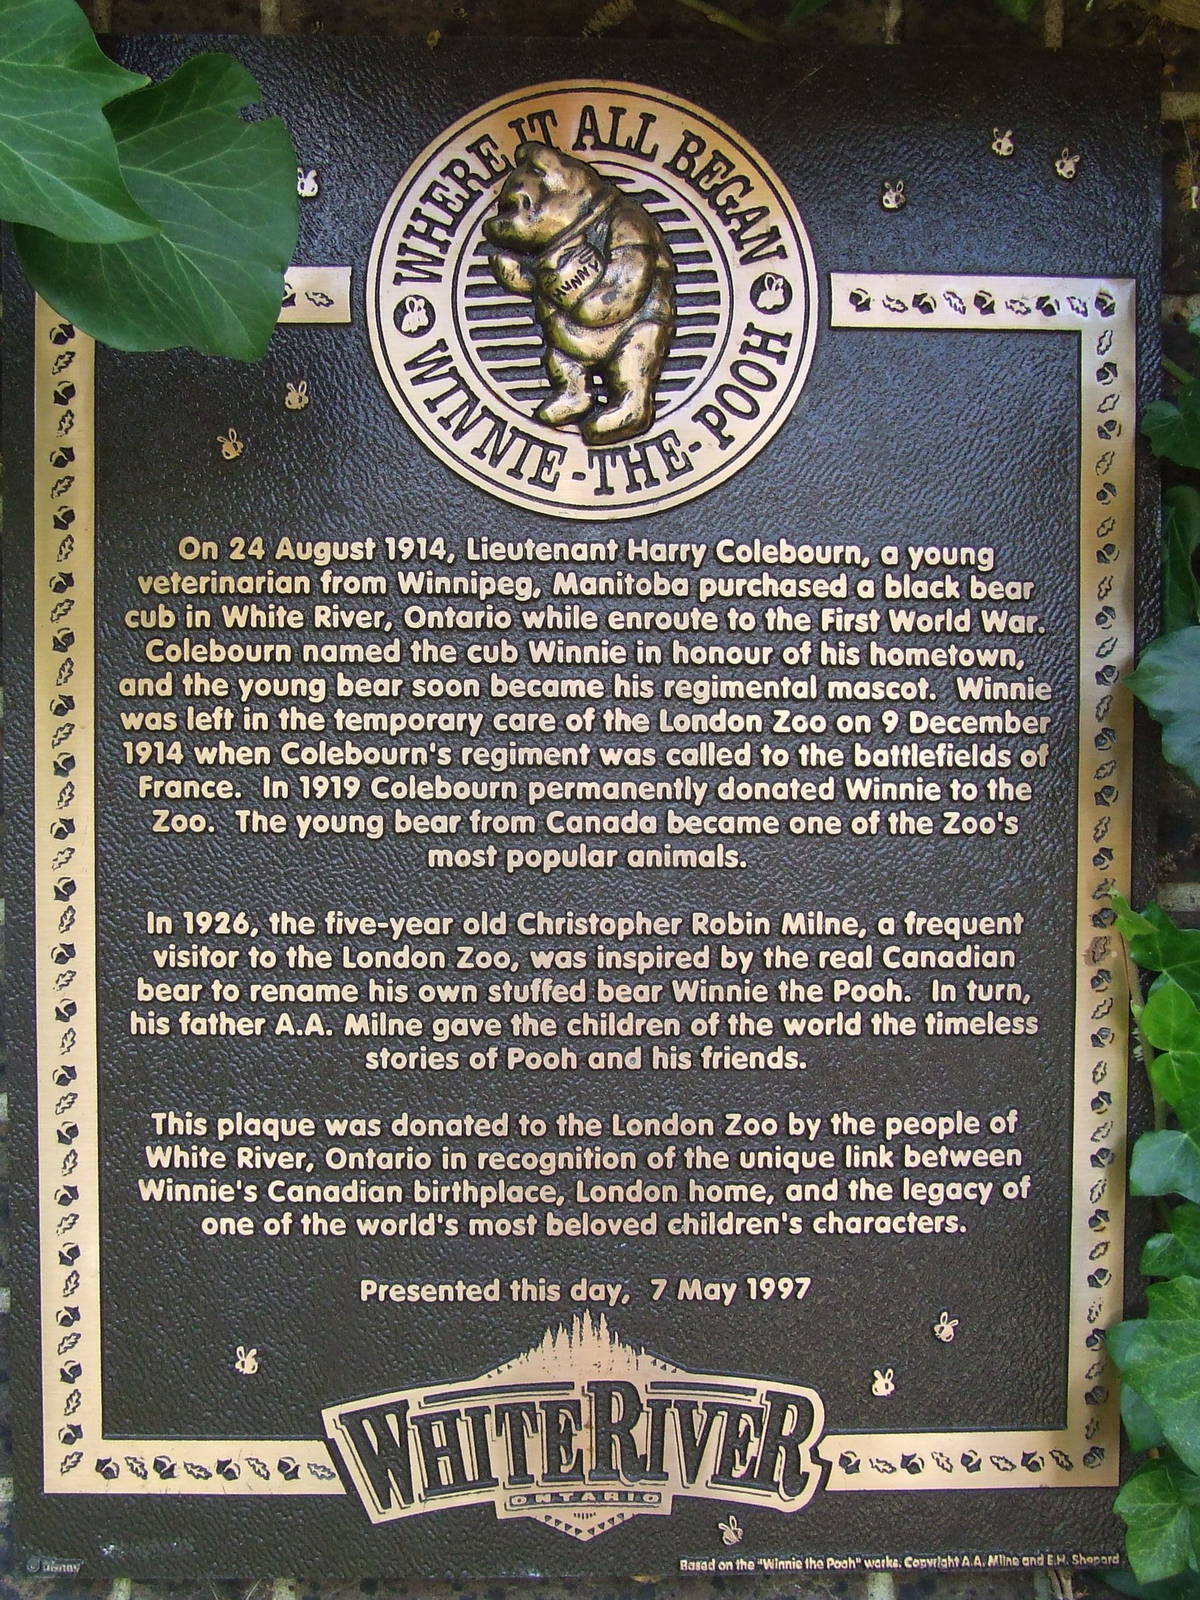 WHERE IT ALL BEGAN
HUNNY
WINNIE-THE-POOH
On 24 August 1914, Lieutenant Harry Colebourn, a young
veterinarian from Winnipeg, Manitoba purchased a black bear
cub in White River, Ontario while enroute to the First World War.
Colebourn named the cub Winnie in honour of his hometown,
and the young bear soon became his regimental mascot. Winnie
was left in the temporary care of the London Zoo on 9 December
1914 when Colebourn's regiment was called to the battlefields of
France. In 1919 Colebourn permanently donated Winnie to the
Zoo. The young bear from Canada became one of the Zoo's
most popular animals.
In 1926, the five-year old Christopher Robin Milne, a frequent
visitor to the London Zoo, was inspired by the real Canadian
bear to rename his own stuffed bear Winnie the Pooh. In turn,
his father A.A. Milne gave the children of the world the timeless
stories of Pooh and his friends.
This plaque was donated to the London Zoo by the people of
White River, Ontario in recognition of the unique link between
Winnie's Canadian birthplace, London home, and the legacy of
one of the world's most beloved children's characters.
Presented this day, 7 May 1997
WHITE RIVER
ONTARIO
© Disney
Based on the "Winnie the Pooh" works. Copyright A.A. Milne and E.H. Shepard